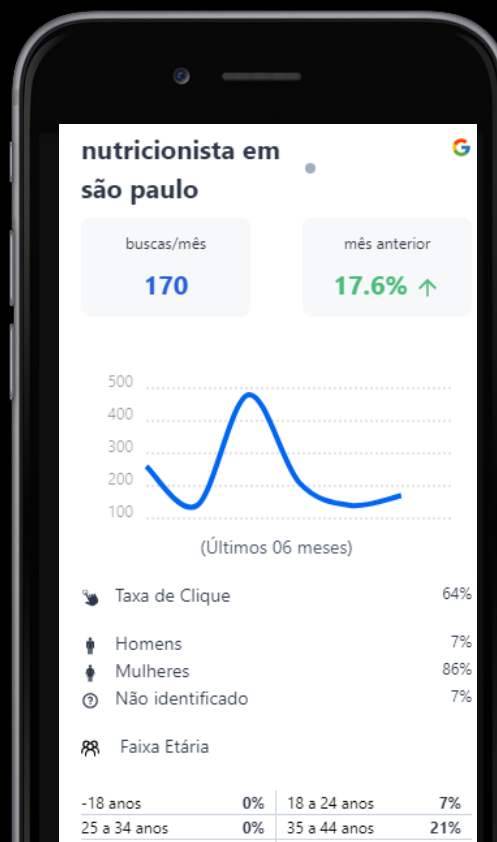 nutricionista em
são paulo
buscas/mês
mês anterior
170
17.6% ↑
500
400
300
200
100
(Últimos 06 meses)
Taxa de Clique 64%
Homens 7%
Mulheres 86%
Não identificado 7%
Faixa Etária
-18 anos 0% 18 a 24 anos 7%
25 a 34 anos 0% 35 a 44 anos 21%